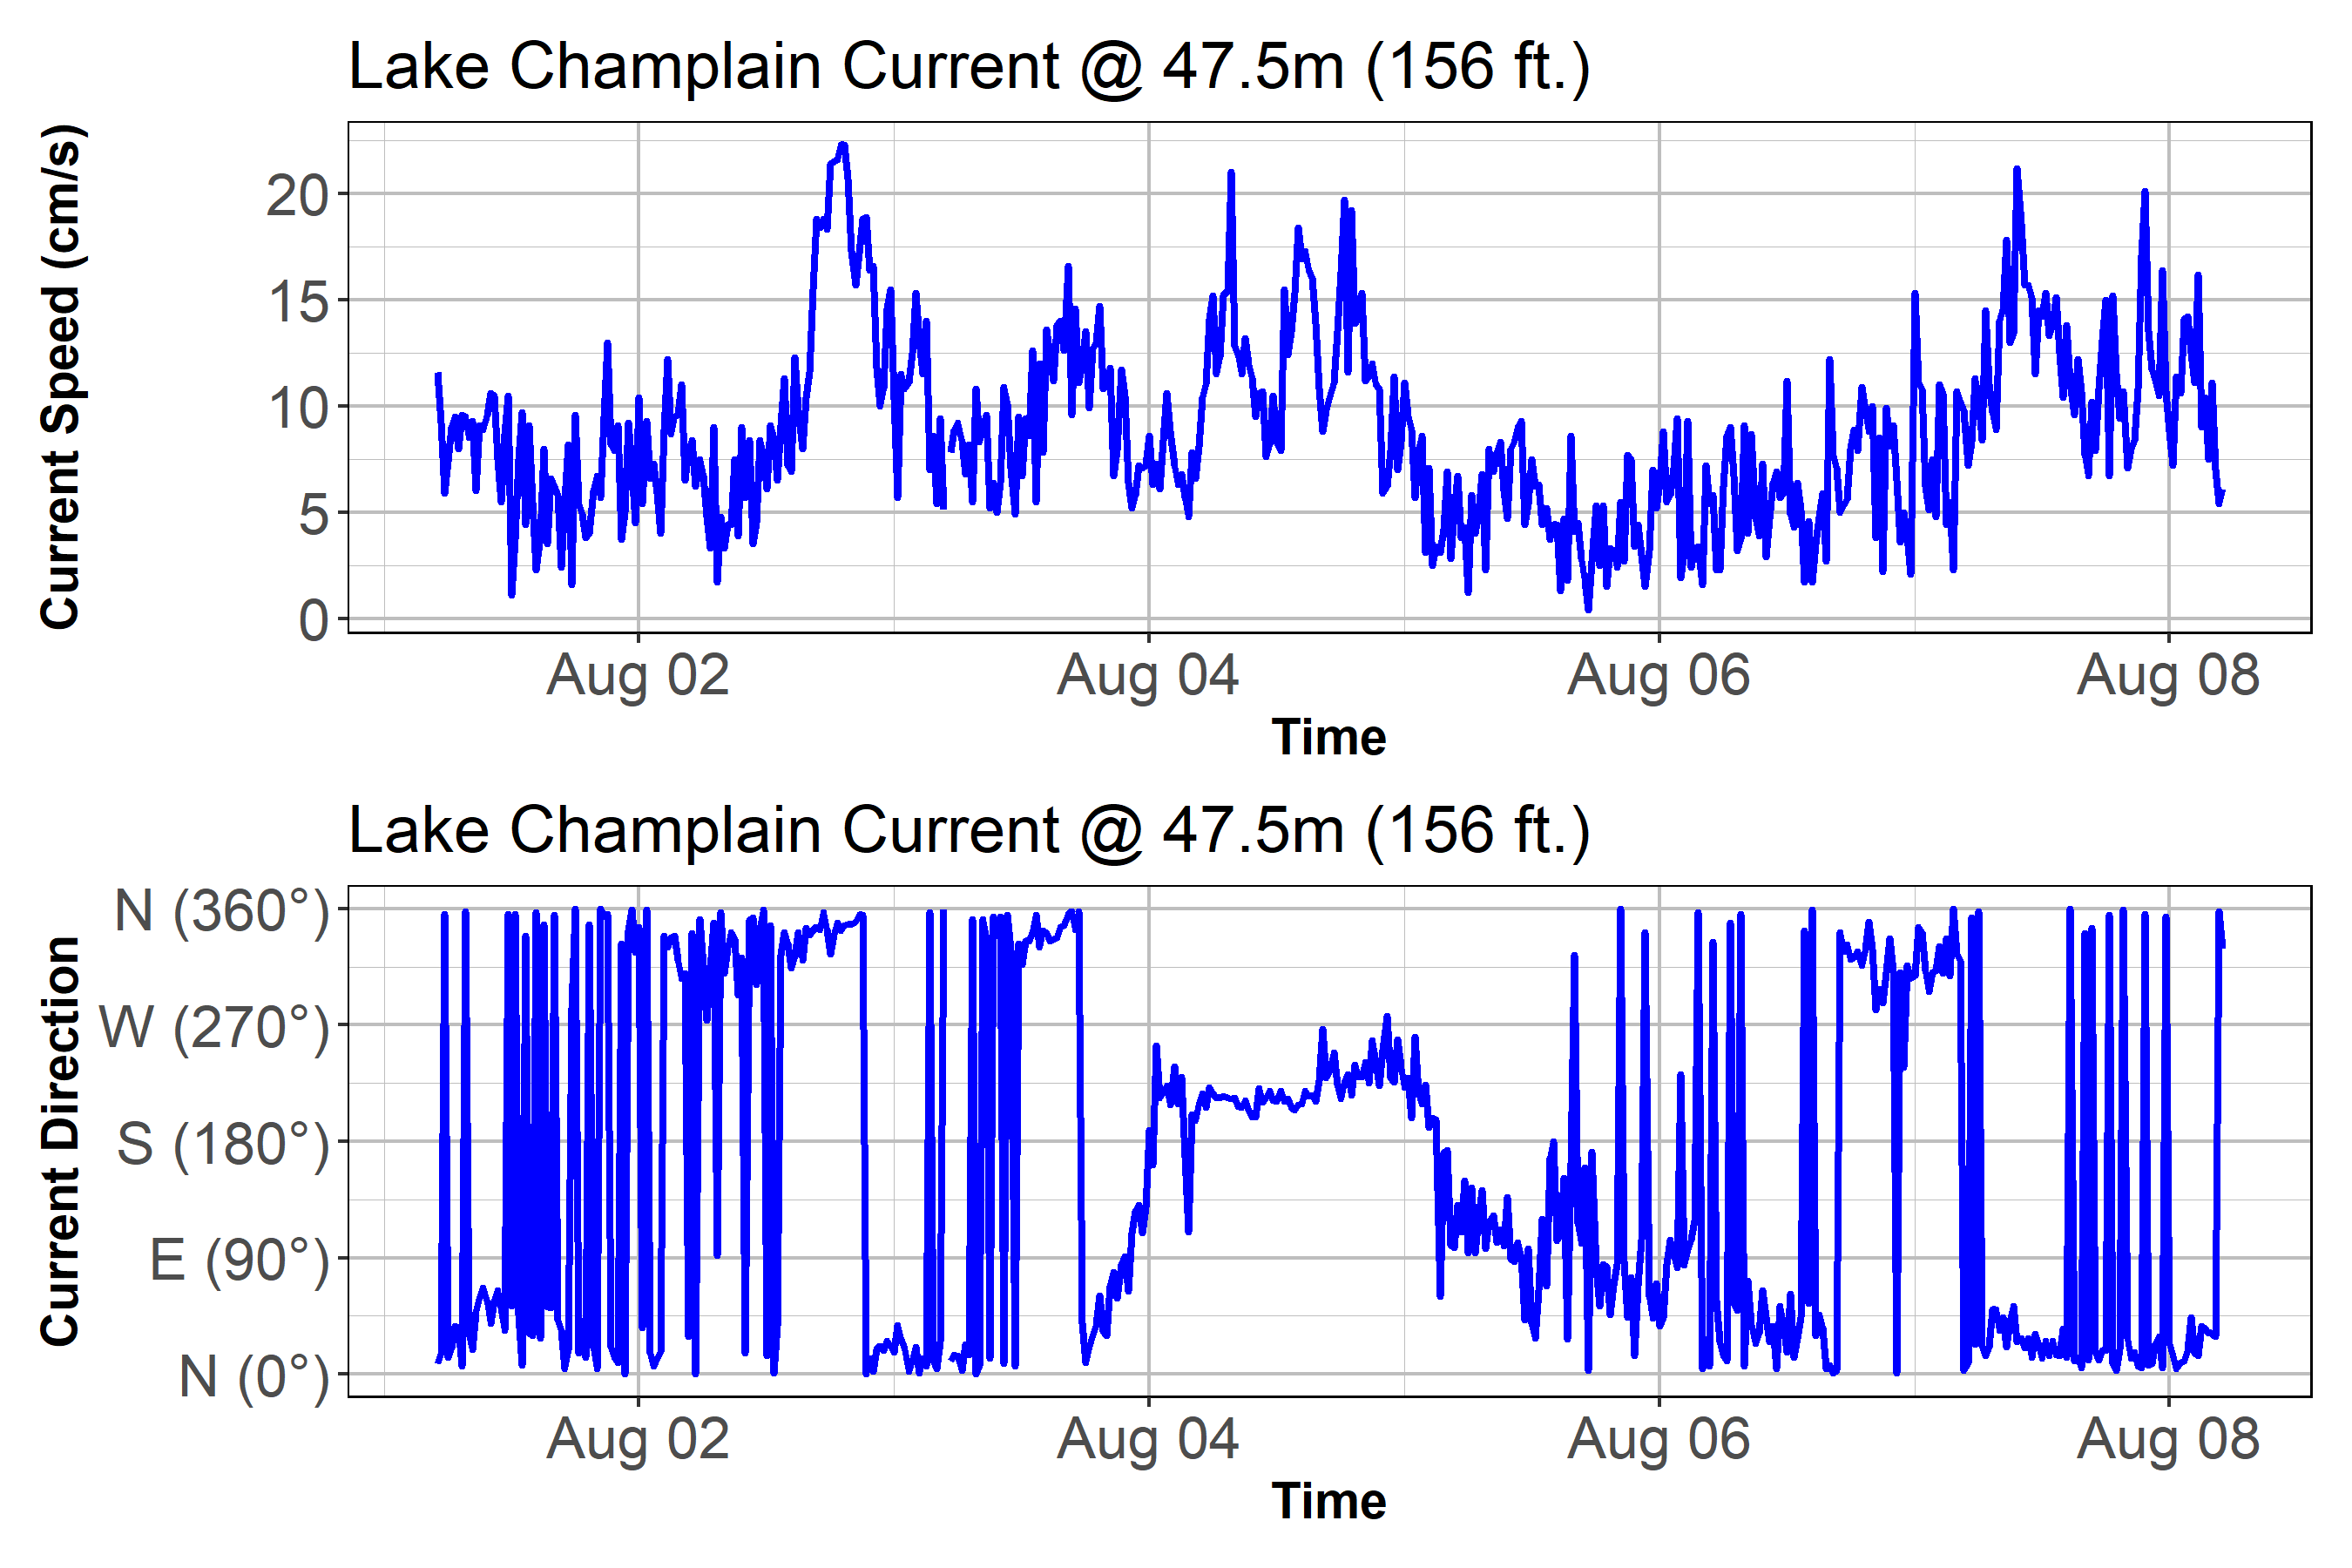 Lake Champlain Current @ 47.5m (156 ft.)
Current Speed (cm/s)
20
15
10
5
0
Aug 02 Aug 04 Aug 06 Aug 08
Time
Lake Champlain Current @ 47.5m (156 ft.)
Current Direction
N (360°)
W (270°)
S (180°)
E (90°)
N (0°)
Aug 02 Aug 04 Aug 06 Aug 08
Time